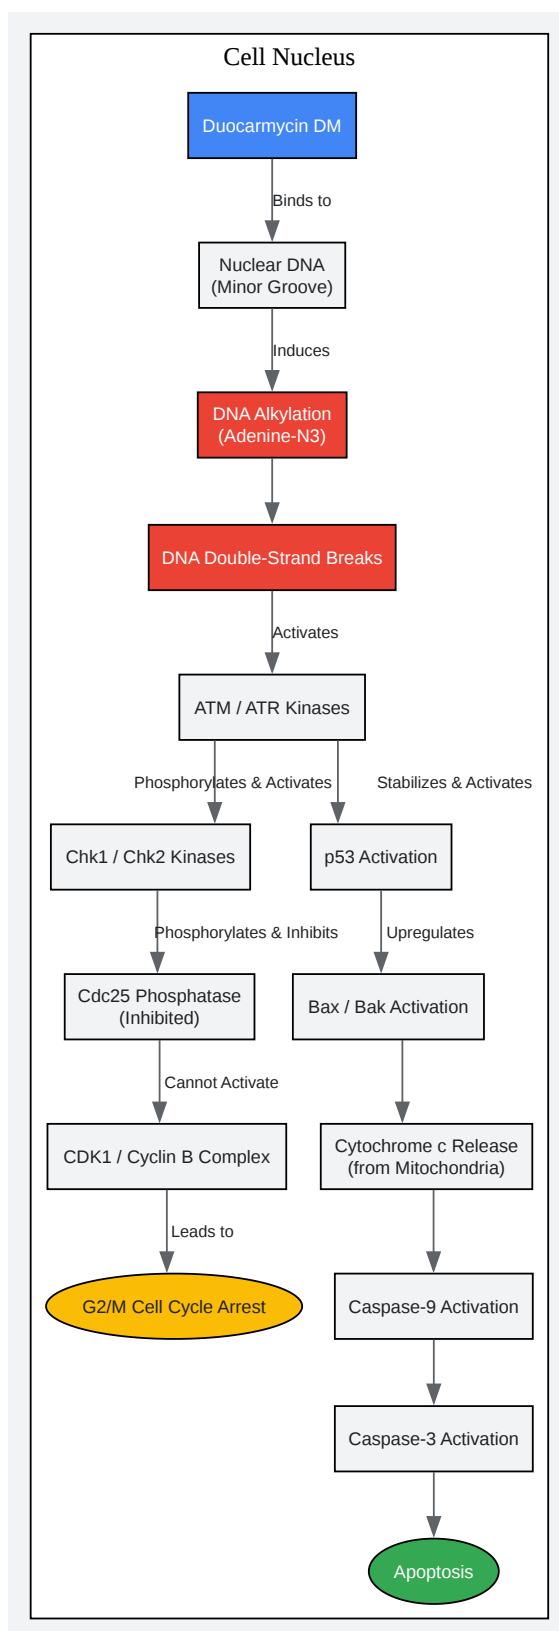 Cell Nucleus
Duocarmycin DM
Binds to
Nuclear DNA
(Minor Groove)
Induces
DNA Alkylation
(Adenine-N3)
DNA Double-Strand Breaks
Activates
ATM / ATR Kinases
Phosphorylates & Activates
Stabilizes & Activates
Chk1 / Chk2 Kinases
p53 Activation
Phosphorylates & Inhibits
Upregulates
Cdc25 Phosphatase
(Inhibited)
Bax / Bak Activation
Cannot Activate
CDK1 / Cyclin B Complex
Cytochrome c Release
(from Mitochondria)
Leads to
G2/M Cell Cycle Arrest
Caspase-9 Activation
Caspase-3 Activation
Apoptosis